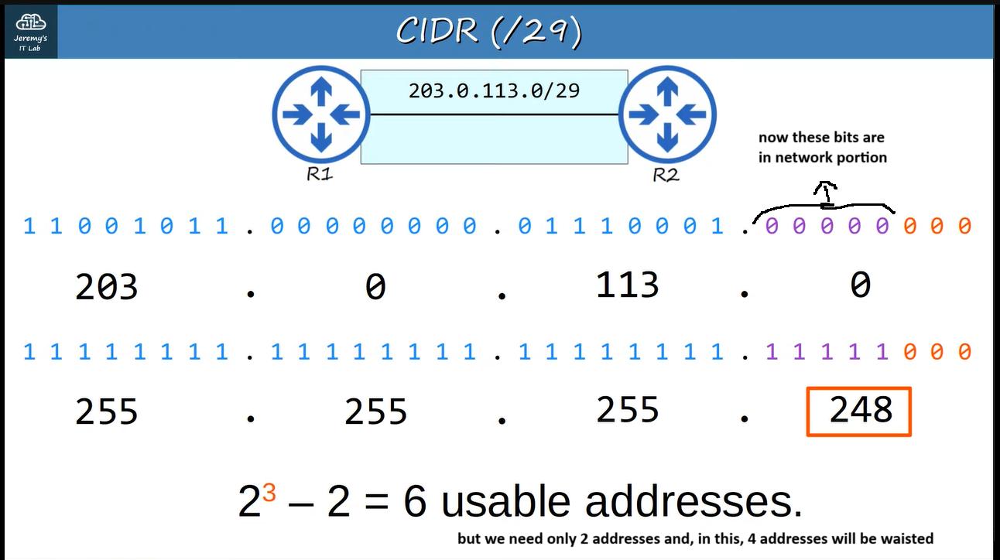 Jeremy's
IT Lab
CIDR (/29)
203.0.113.0/29
R1
R2
now these bits are
in network portion
1 1 0 0 1 0 1 1 . 0 0 0 0 0 0 0 0 . 0 1 1 1 0 0 0 1 . 0 0 0 0 0 0 0 0
203 . 0 . 113 . 0
1 1 1 1 1 1 1 1 . 1 1 1 1 1 1 1 1 . 1 1 1 1 1 1 1 1 . 1 1 1 1 1 0 0 0
255 . 255 . 255 . 248
2³ – 2 = 6 usable addresses.
but we need only 2 addresses and, in this, 4 addresses will be waisted